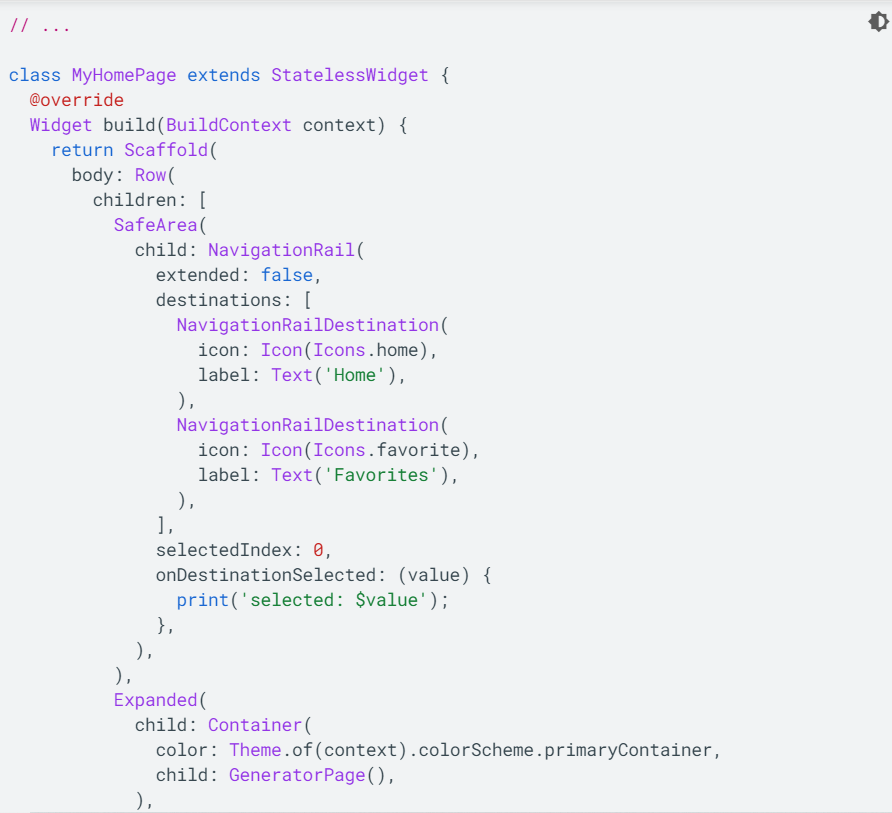 // ...
class MyHomePage extends StatelessWidget {
  @override
  Widget build(BuildContext context) {
    return Scaffold(
      body: Row(
        children: [
          SafeArea(
            child: NavigationRail(
              extended: false,
              destinations: [
                NavigationRailDestination(
                  icon: Icon(Icons.home),
                  label: Text('Home'),
                ),
                NavigationRailDestination(
                  icon: Icon(Icons.favorite),
                  label: Text('Favorites'),
                ),
              ],
              selectedIndex: 0,
              onDestinationSelected: (value) {
                print('selected: $value');
              },
            ),
          ),
          Expanded(
            child: Container(
              color: Theme.of(context).colorScheme.primaryContainer,
              child: GeneratorPage(),
            ),